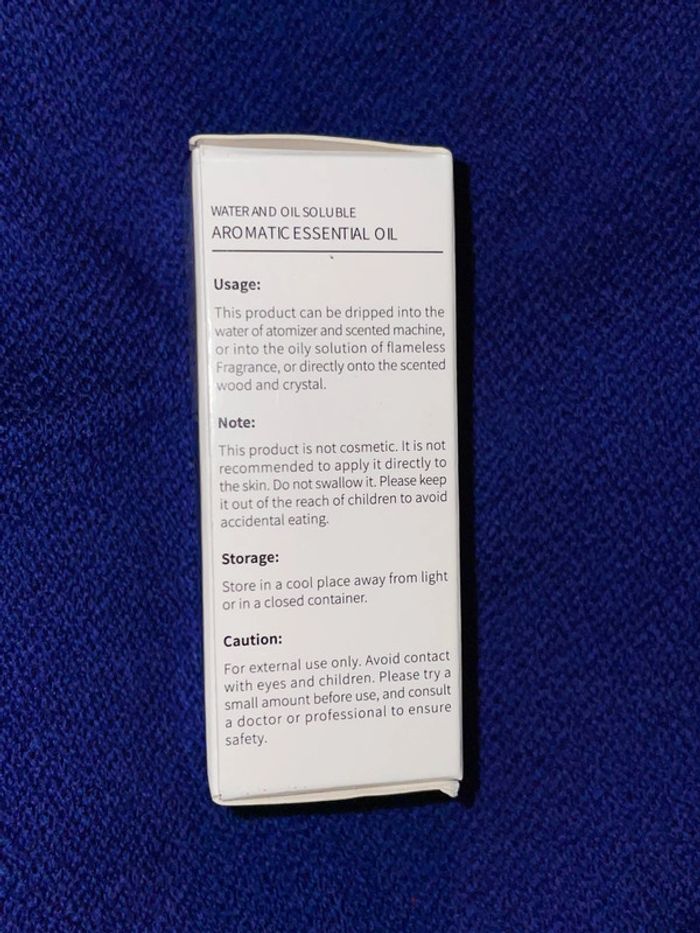 WATER AND OIL SOLUBLE
AROMATIC ESSENTIAL OIL
Usage:
This product can be dripped into the
water of atomizer and scented machine,
or into the oily solution of flameless
Fragrance, or directly onto the scented
wood and crystal.
Note:
This product is not cosmetic. It is not
recommended to apply it directly to
the skin. Do not swallow it. Please keep
it out of the reach of children to avoid
accidental eating.
Storage:
Store in a cool place away from light
or in a closed container.
Caution:
For external use only. Avoid contact
with eyes and children. Please try a
small amount before use, and consult
a doctor or professional to ensure
safety.